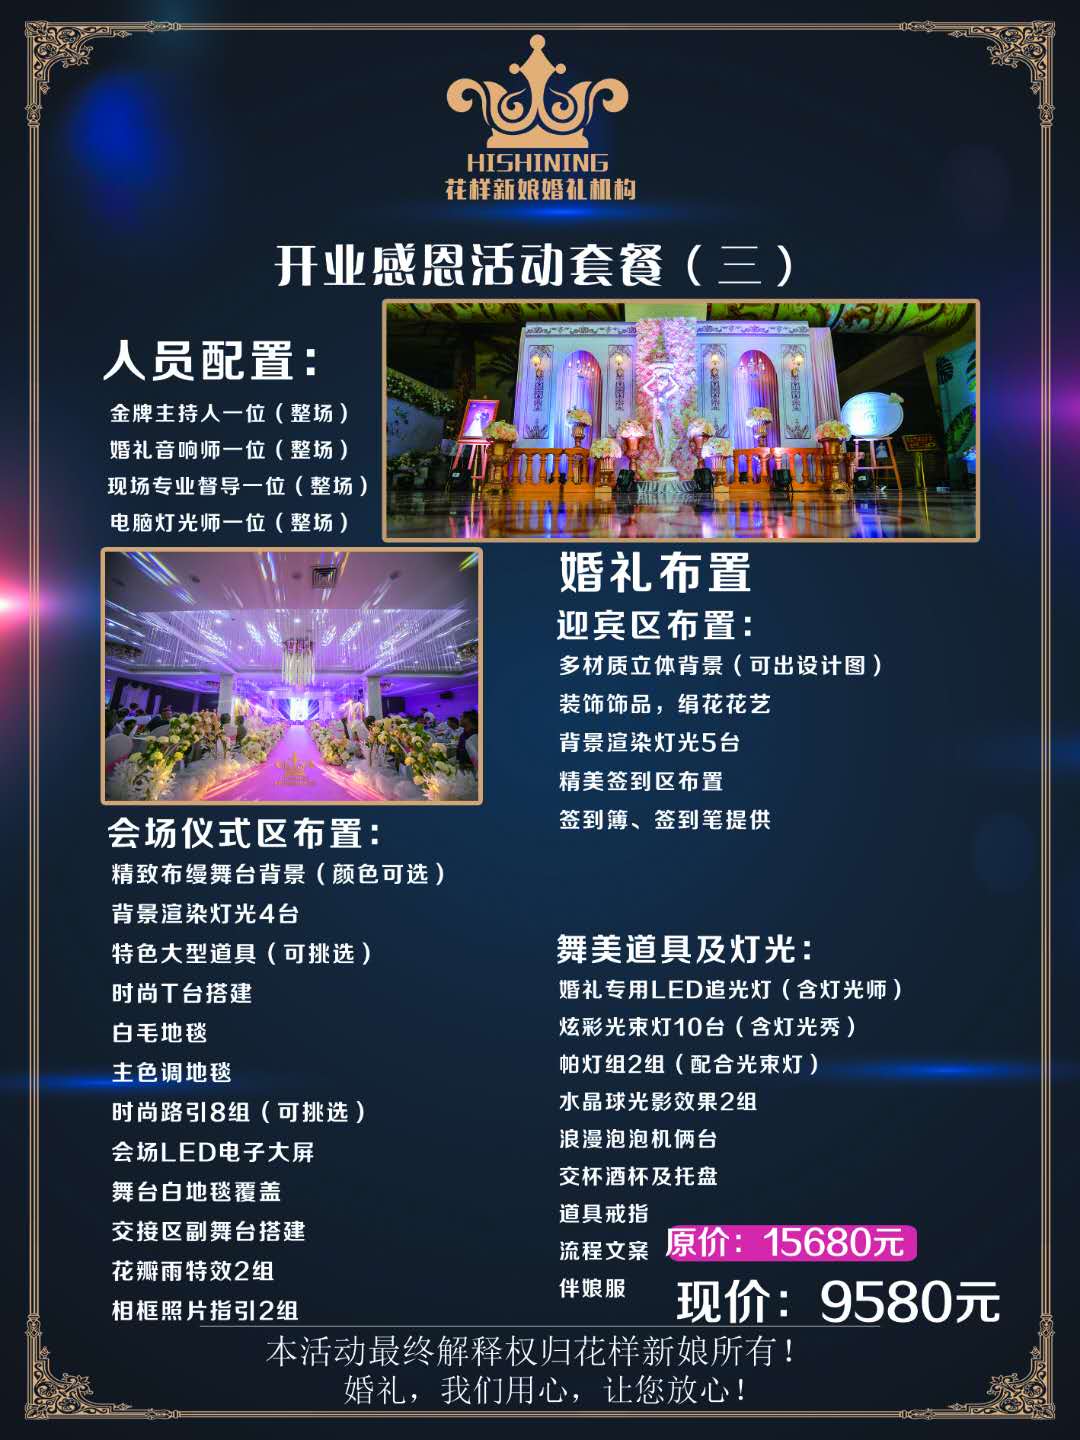 HISHINING
花样新娘婚礼机构
开业感恩活动套餐（三）
人员配置：
金牌主持人一位（整场）
婚礼音响师一位（整场）
现场专业督导一位（整场）
电脑灯光师一位（整场）
婚礼布置
迎宾区布置：
多材质立体背景（可出设计图）
装饰饰品，绢花花艺
背景渲染灯光5台
精美签到区布置
签到簿、签到笔提供
会场仪式区布置：
精致布缦舞台背景（颜色可选）
背景渲染灯光4台
特色大型道具（可挑选）
时尚T台搭建
白毛地毯
主色调地毯
时尚路引8组（可挑选）
会场LED电子大屏
舞台白地毯覆盖
交接区副舞台搭建
花瓣雨特效2组
相框照片指引2组
舞美道具及灯光：
婚礼专用LED追光灯（含灯光师）
炫彩光束灯10台（含灯光秀）
帕灯组2组（配合光束灯）
水晶球光影效果2组
浪漫泡泡机俩台
交杯酒杯及托盘
道具戒指
流程文案
伴娘服
原价：15680元
现价：9580元
本活动最终解释权归花样新娘所有！
婚礼，我们用心，让您放心！